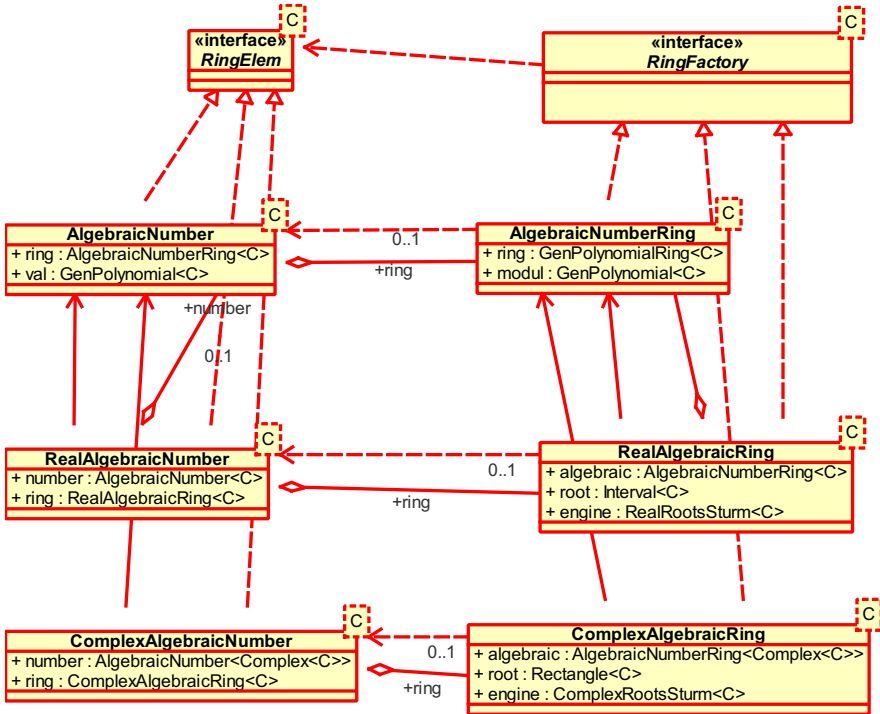 C
«interface»
RingElem
C
«interface»
RingFactory
C
AlgebraicNumber
+ ring : AlgebraicNumberRing<C>
+ val : GenPolynomial<C>
C
AlgebraicNumberRing
+ ring : GenPolynomialRing<C>
+ modul : GenPolynomial<C>
0..1
+ring
+number
0..1
C
RealAlgebraicNumber
+ number : AlgebraicNumber<C>
+ ring : RealAlgebraicRing<C>
C
RealAlgebraicRing
+ algebraic : AlgebraicNumberRing<C>
+ root : Interval<C>
+ engine : RealRootsSturm<C>
0..1
+ring
C
ComplexAlgebraicNumber
+ number : AlgebraicNumber<Complex<C>>
+ ring : ComplexAlgebraicRing<C>
C
ComplexAlgebraicRing
+ algebraic : AlgebraicNumberRing<Complex<C>>
+ root : Rectangle<C>
+ engine : ComplexRootsSturm<C>
0..1
+ring